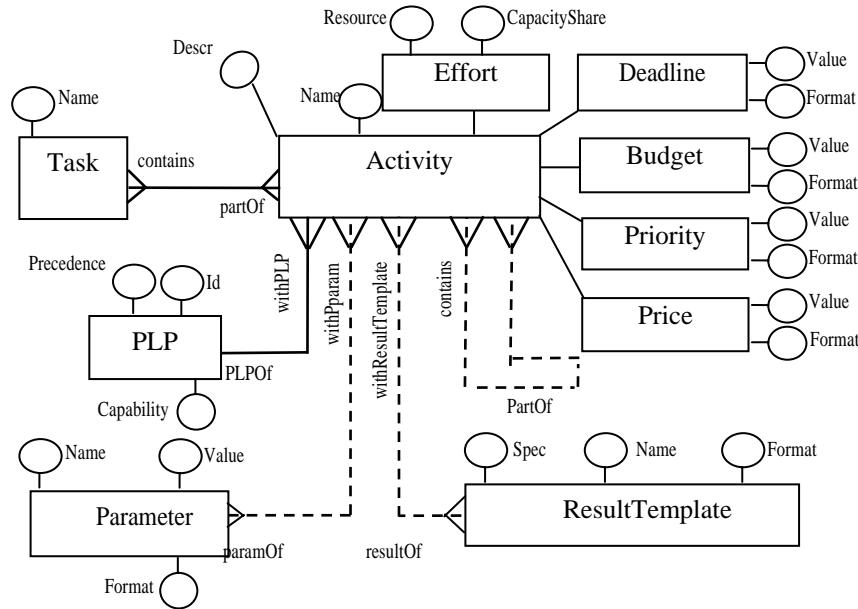 Resource
CapacityShare
Descr
Effort
Deadline
Value
Format
Name
Name
Task
contains
partOf
Activity
Budget
Value
Format
Priority
Value
Format
Precedence
Id
withPLP
withPparam
withResultTemplate
contains
Price
Value
Format
PLP
PLPOf
Capability
PartOf
Name
Value
Spec
Name
Format
Parameter
ResultTemplate
paramOf
resultOf
Format